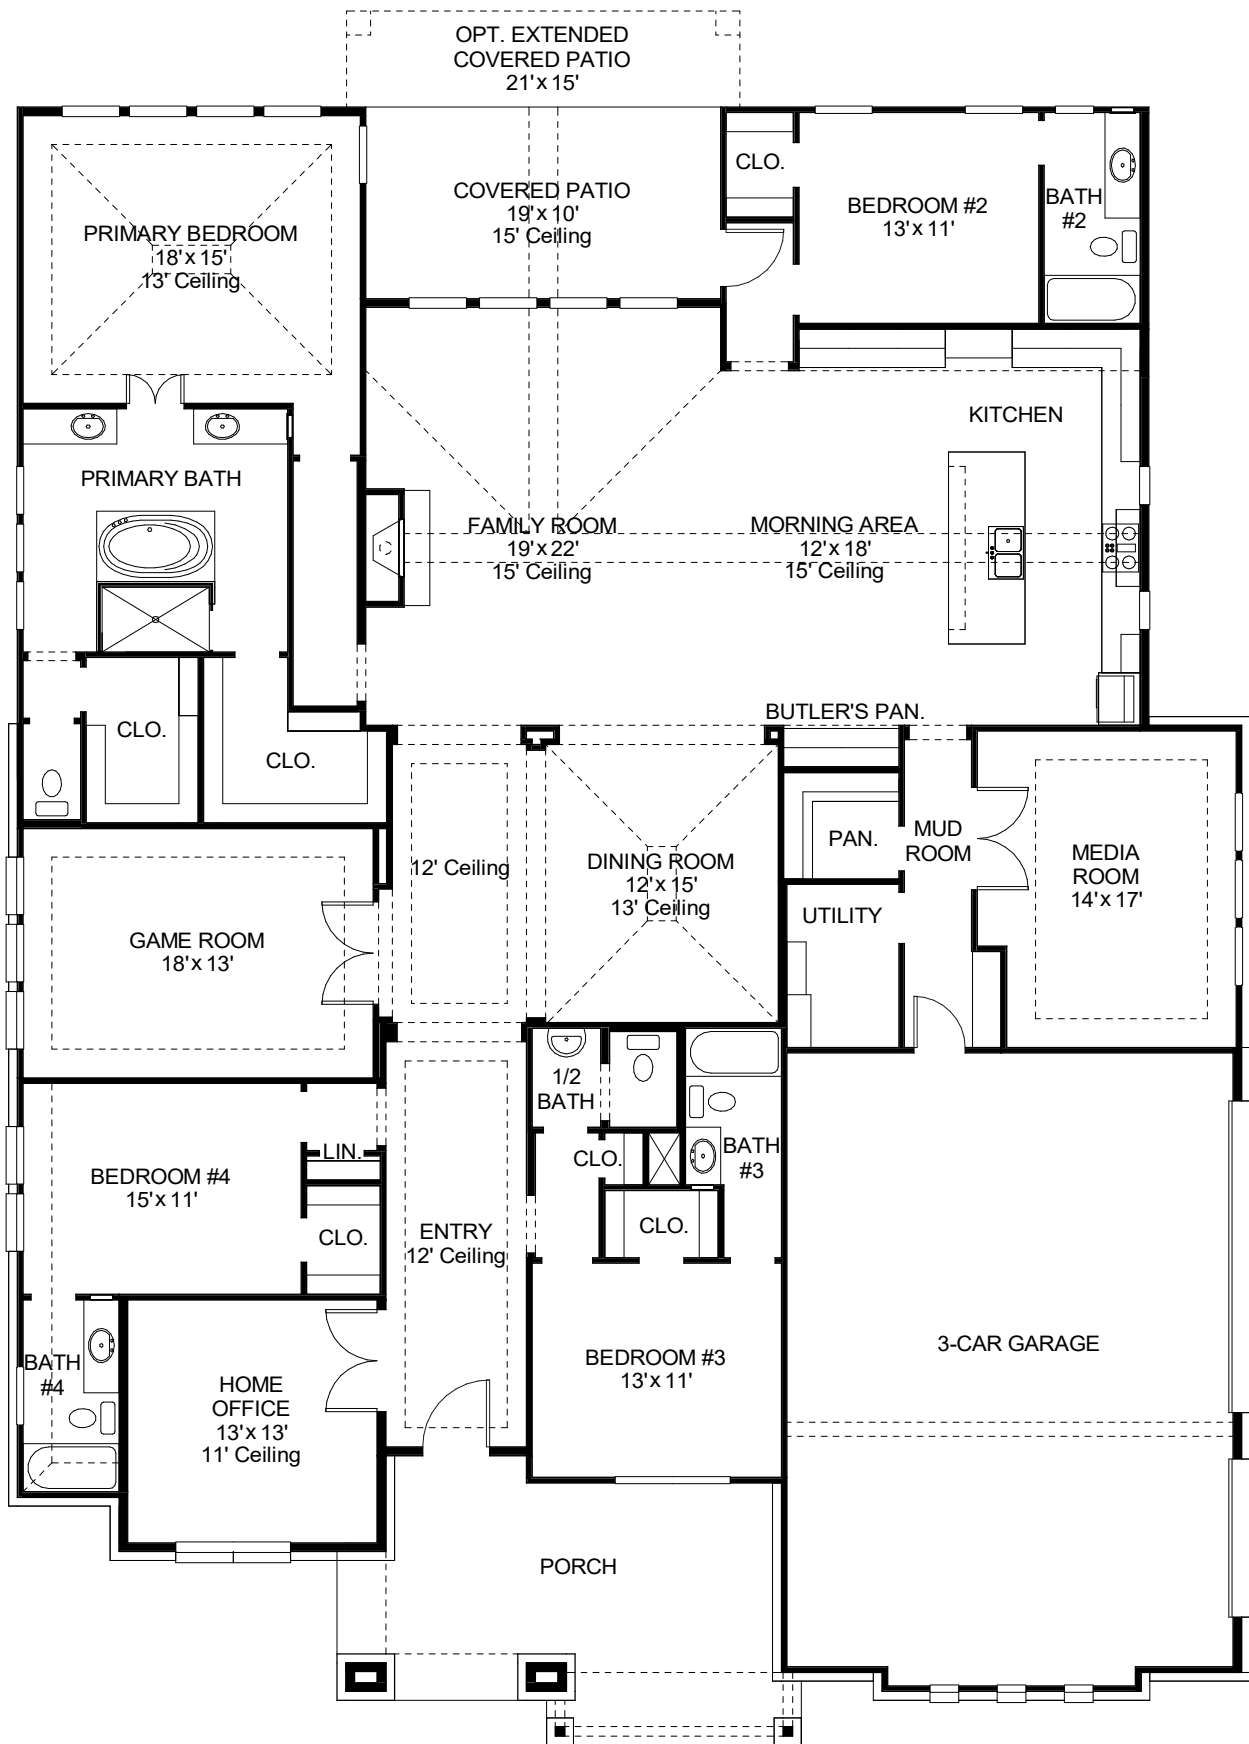 OPT. EXTENDED
COVERED PATIO
21'x 15'
COVERED PATIO
19'x 10'
15' Ceiling
CLO.
BEDROOM #2
13'x 11'
BATH
#2
PRIMARY BEDROOM
18'x 15'
13' Ceiling
KITCHEN
PRIMARY BATH
FAMILY ROOM
19'x 22'
15' Ceiling
MORNING AREA
12'x 18'
15' Ceiling
BUTLER'S PAN.
CLO.
CLO.
12' Ceiling
DINING ROOM
12'x 15'
13' Ceiling
PAN.
MUD
ROOM
MEDIA
ROOM
14'x 17'
UTILITY
GAME ROOM
18'x 13'
1/2
BATH
CLO.
BATH
#3
LIN.
BEDROOM #4
15'x 11'
CLO.
CLO.
ENTRY
12' Ceiling
3-CAR GARAGE
BEDROOM #3
13'x 11'
BATH
#4
HOME
OFFICE
13'x 13'
11' Ceiling
PORCH